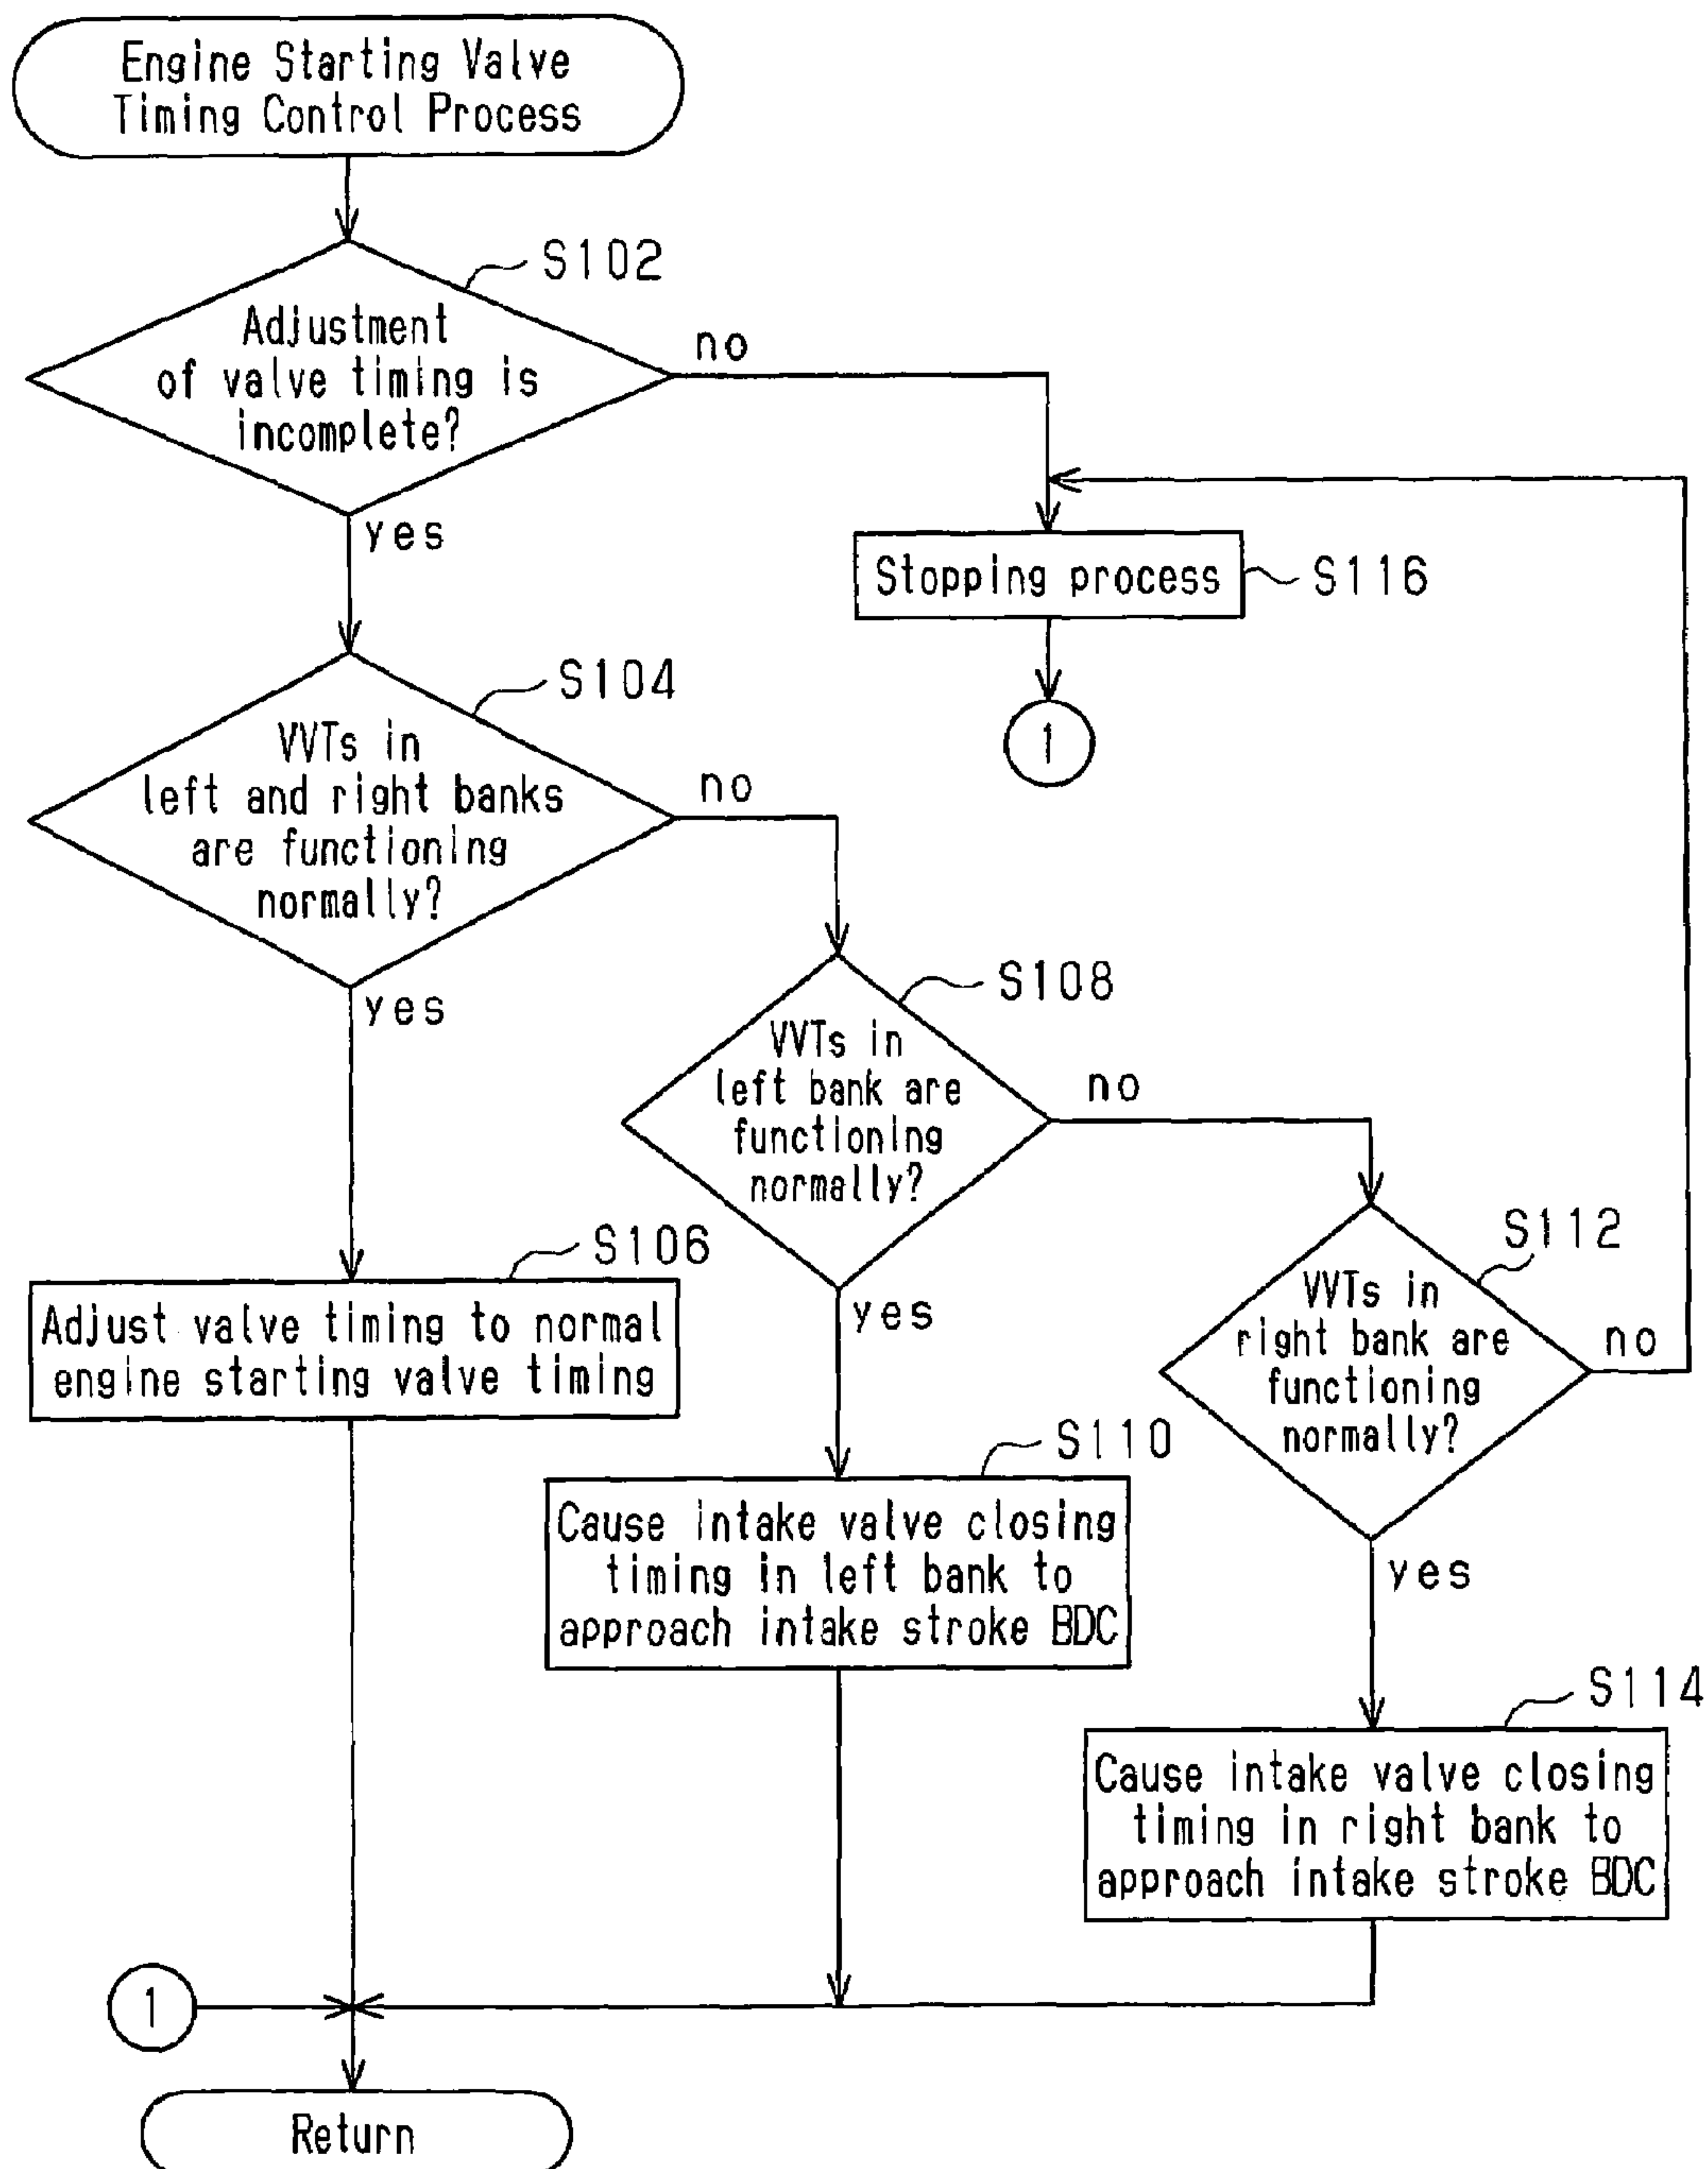 Engine Starting Valve
Timing Control Process
S102
Adjustment
of valve timing is
incomplete?
no
yes
Stopping process
S116
1
S104
VVTs in
left and right banks
are functioning
normally?
no
yes
S108
VVTs in
left bank are
functioning
normally?
no
yes
S112
VVTs in
right bank are
functioning
normally?
no
yes
S106
Adjust valve timing to normal
engine starting valve timing
S110
Cause intake valve closing
timing in left bank to
approach intake stroke BDC
S114
Cause intake valve closing
timing in right bank to
approach intake stroke BDC
1
Return